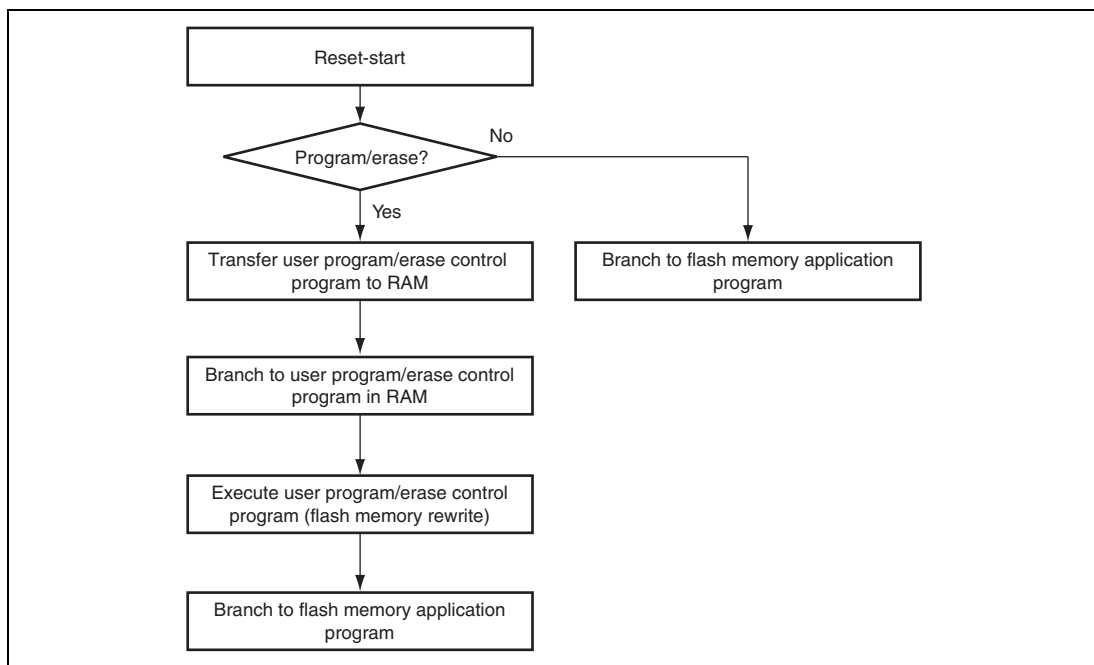 Reset-start
No
Program/erase?
Yes
Transfer user program/erase control
program to RAM
Branch to flash memory application
program
Branch to user program/erase control
program in RAM
Execute user program/erase control
program (flash memory rewrite)
Branch to flash memory application
program